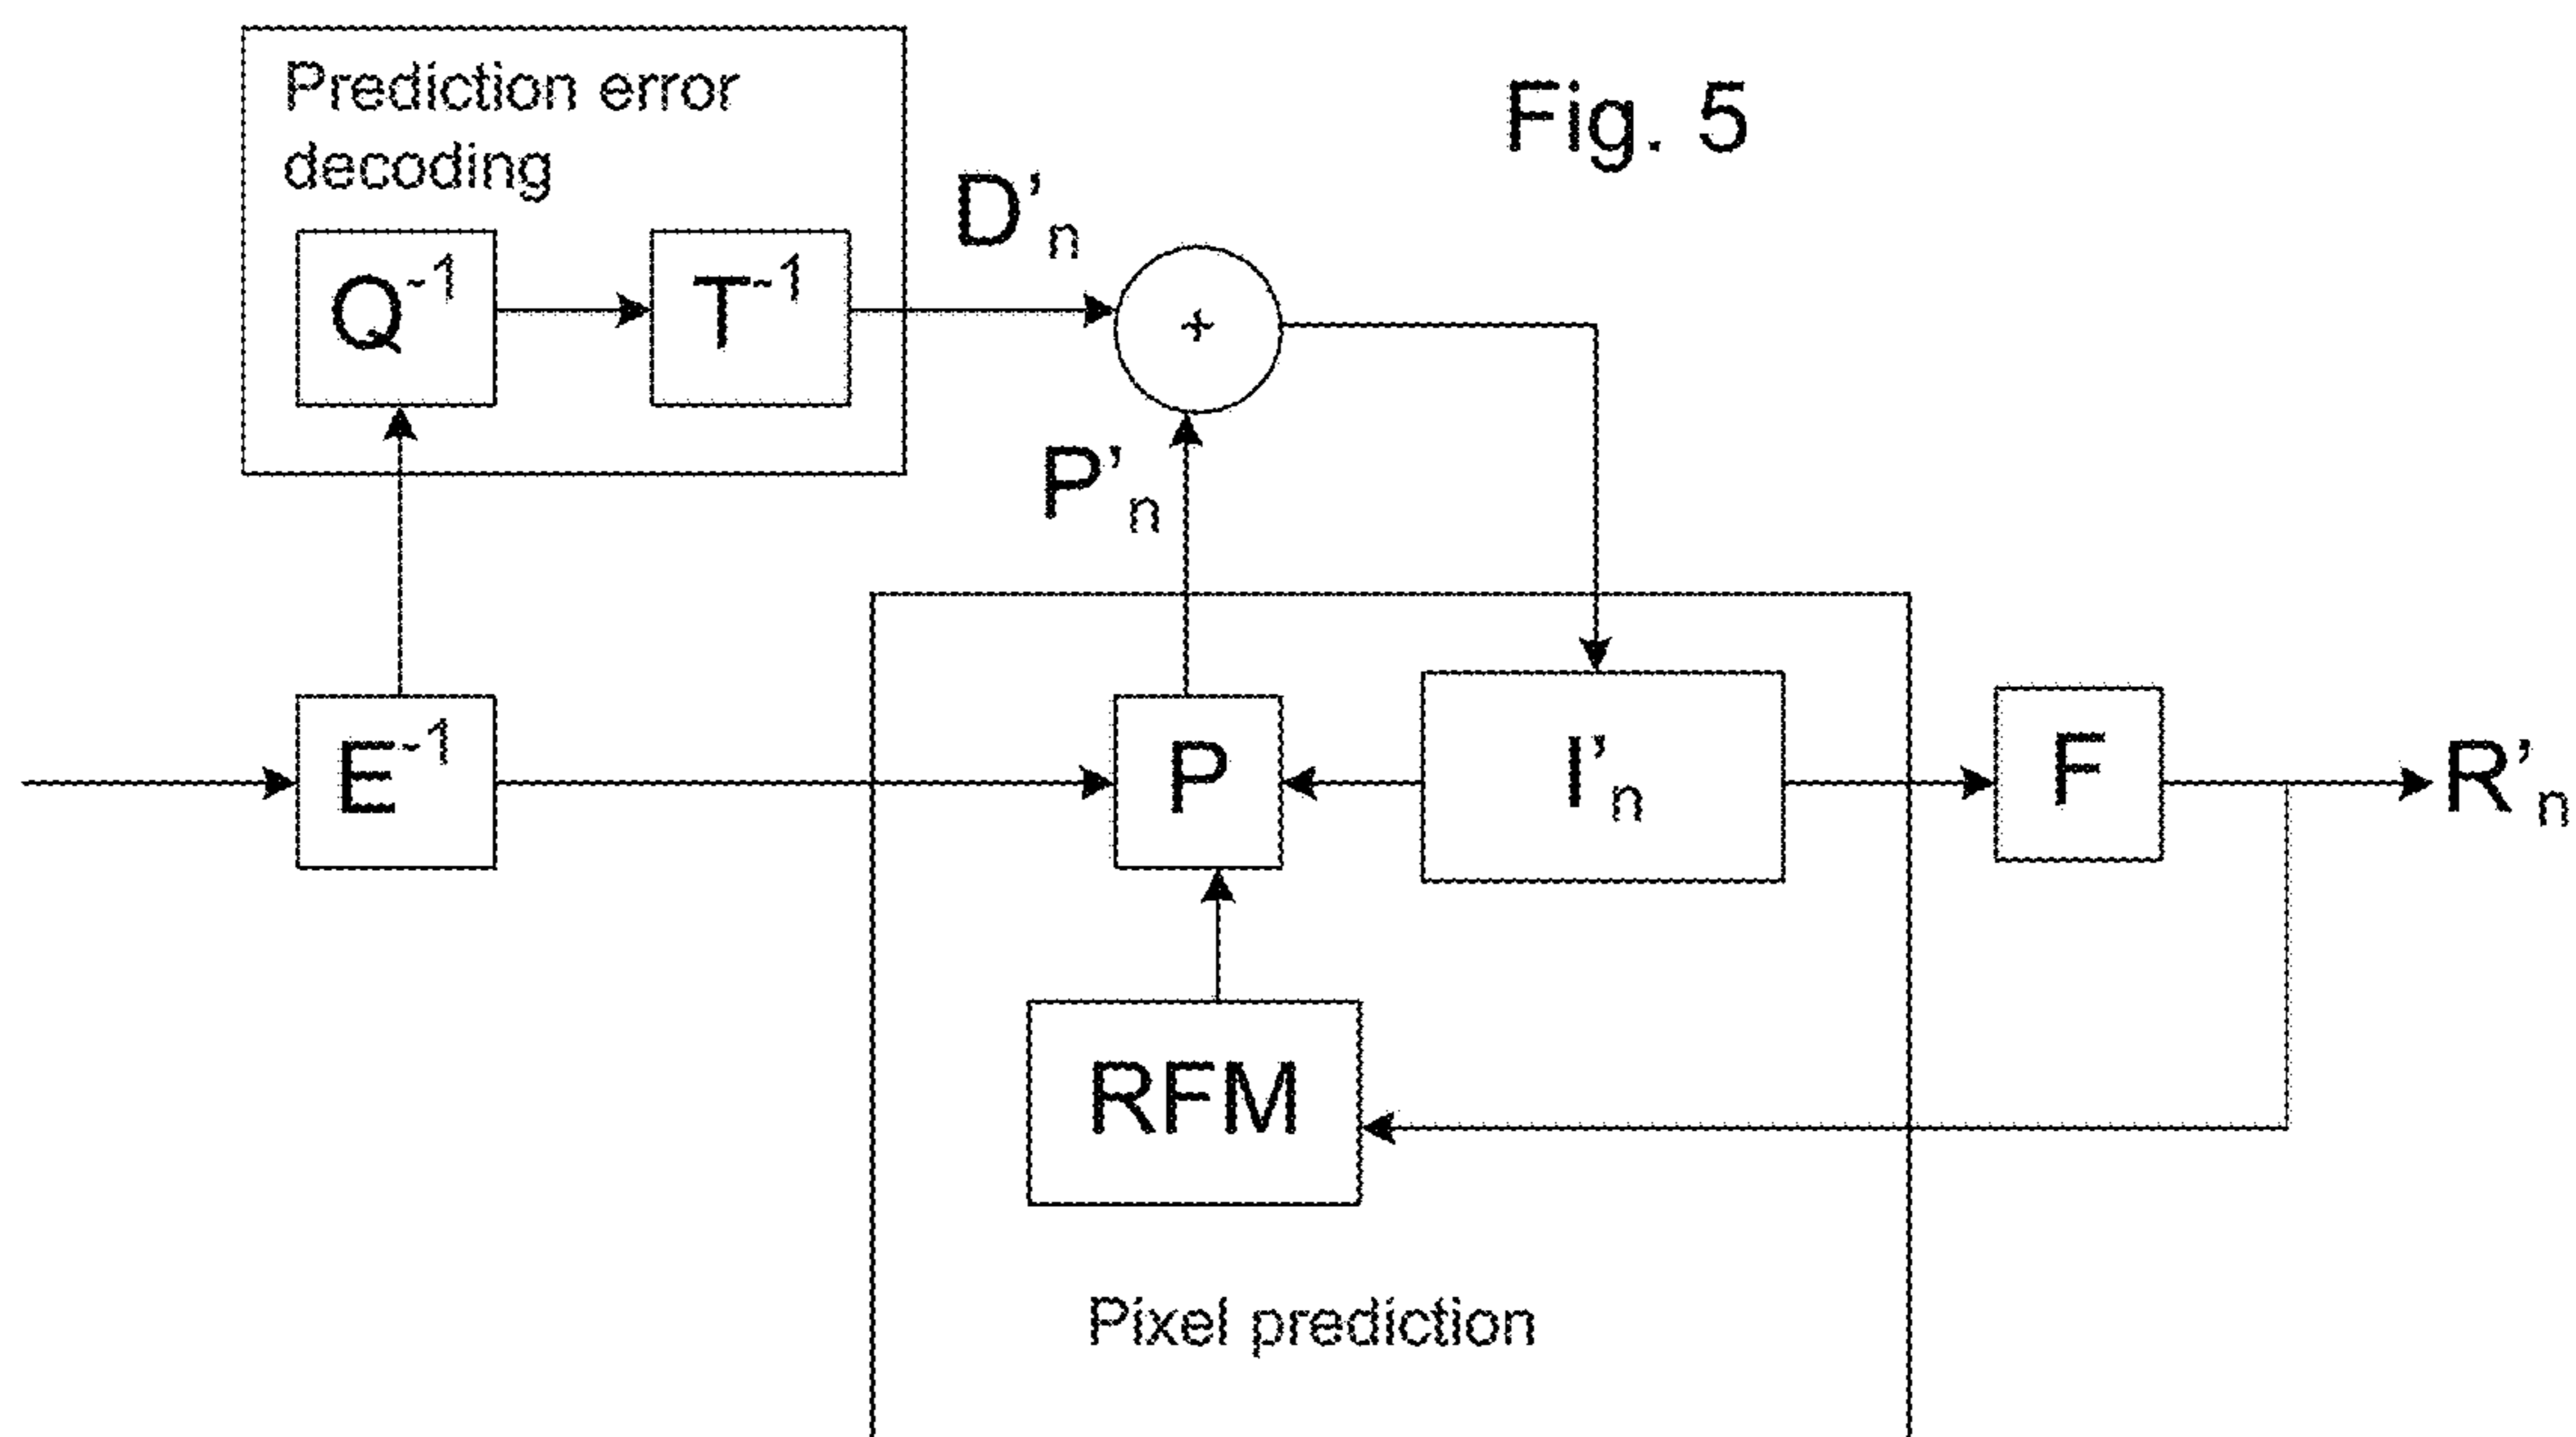 Prediction error
decoding
Fig. 5
D'n
Q-1
T-1
+
P'n
E-1
P
I'n
F
R'n
RFM
Pixel prediction